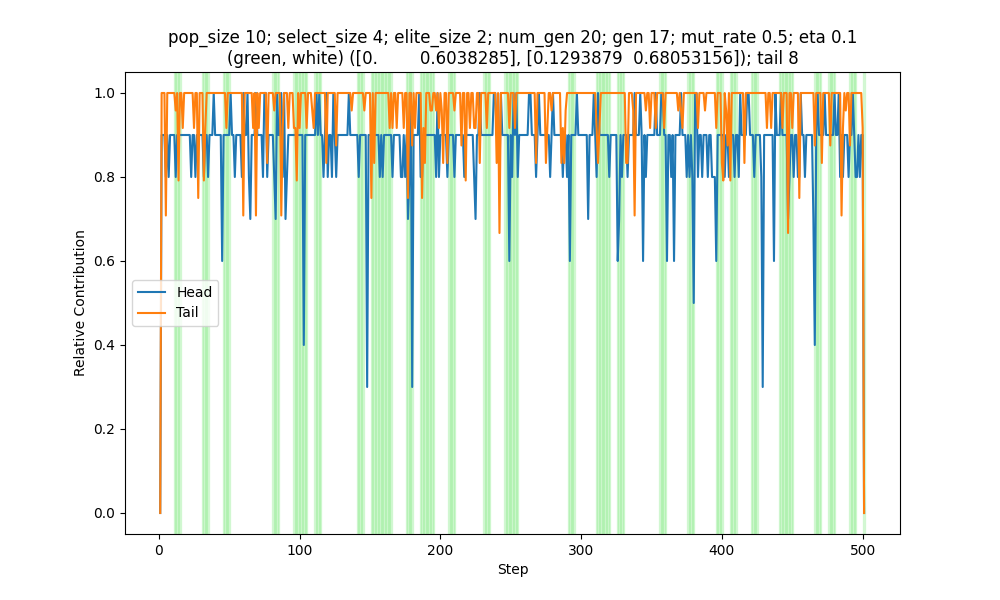 pop_size 10; select_size 4; elite_size 2; num_gen 20; gen 17; mut_rate 0.5; eta 0.1
(green, white) ([0.        0.6038285], [0.1293879  0.68053156]); tail 8
1.0
0.8
0.6
0.4
0.2
0.0
Relative Contribution
Head
Tail
0
100
200
300
400
500
Step